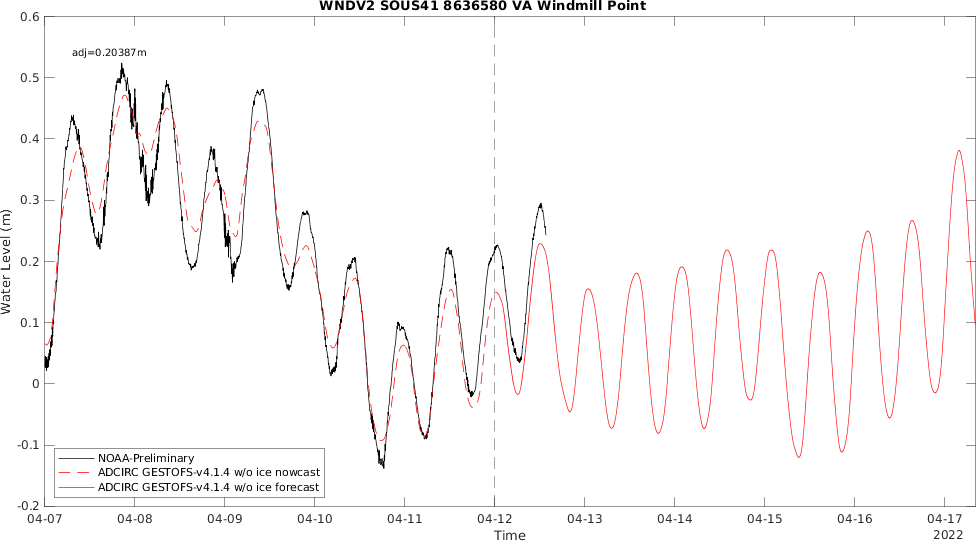 WNDV2 SOUS41 8636580 VA Windmill Point
adj=0.20387m
0.6
0.5
0.4
0.3
0.2
0.1
0
-0.1
-0.2
Water Level (m)
NOAA-Preliminary
ADCIRC GESTOFS-v4.1.4 w/o ice nowcast
ADCIRC GESTOFS-v4.1.4 w/o ice forecast
04-07 04-08 04-09 04-10 04-11 04-12 04-13 04-14 04-15 04-16 04-17
Time
2022